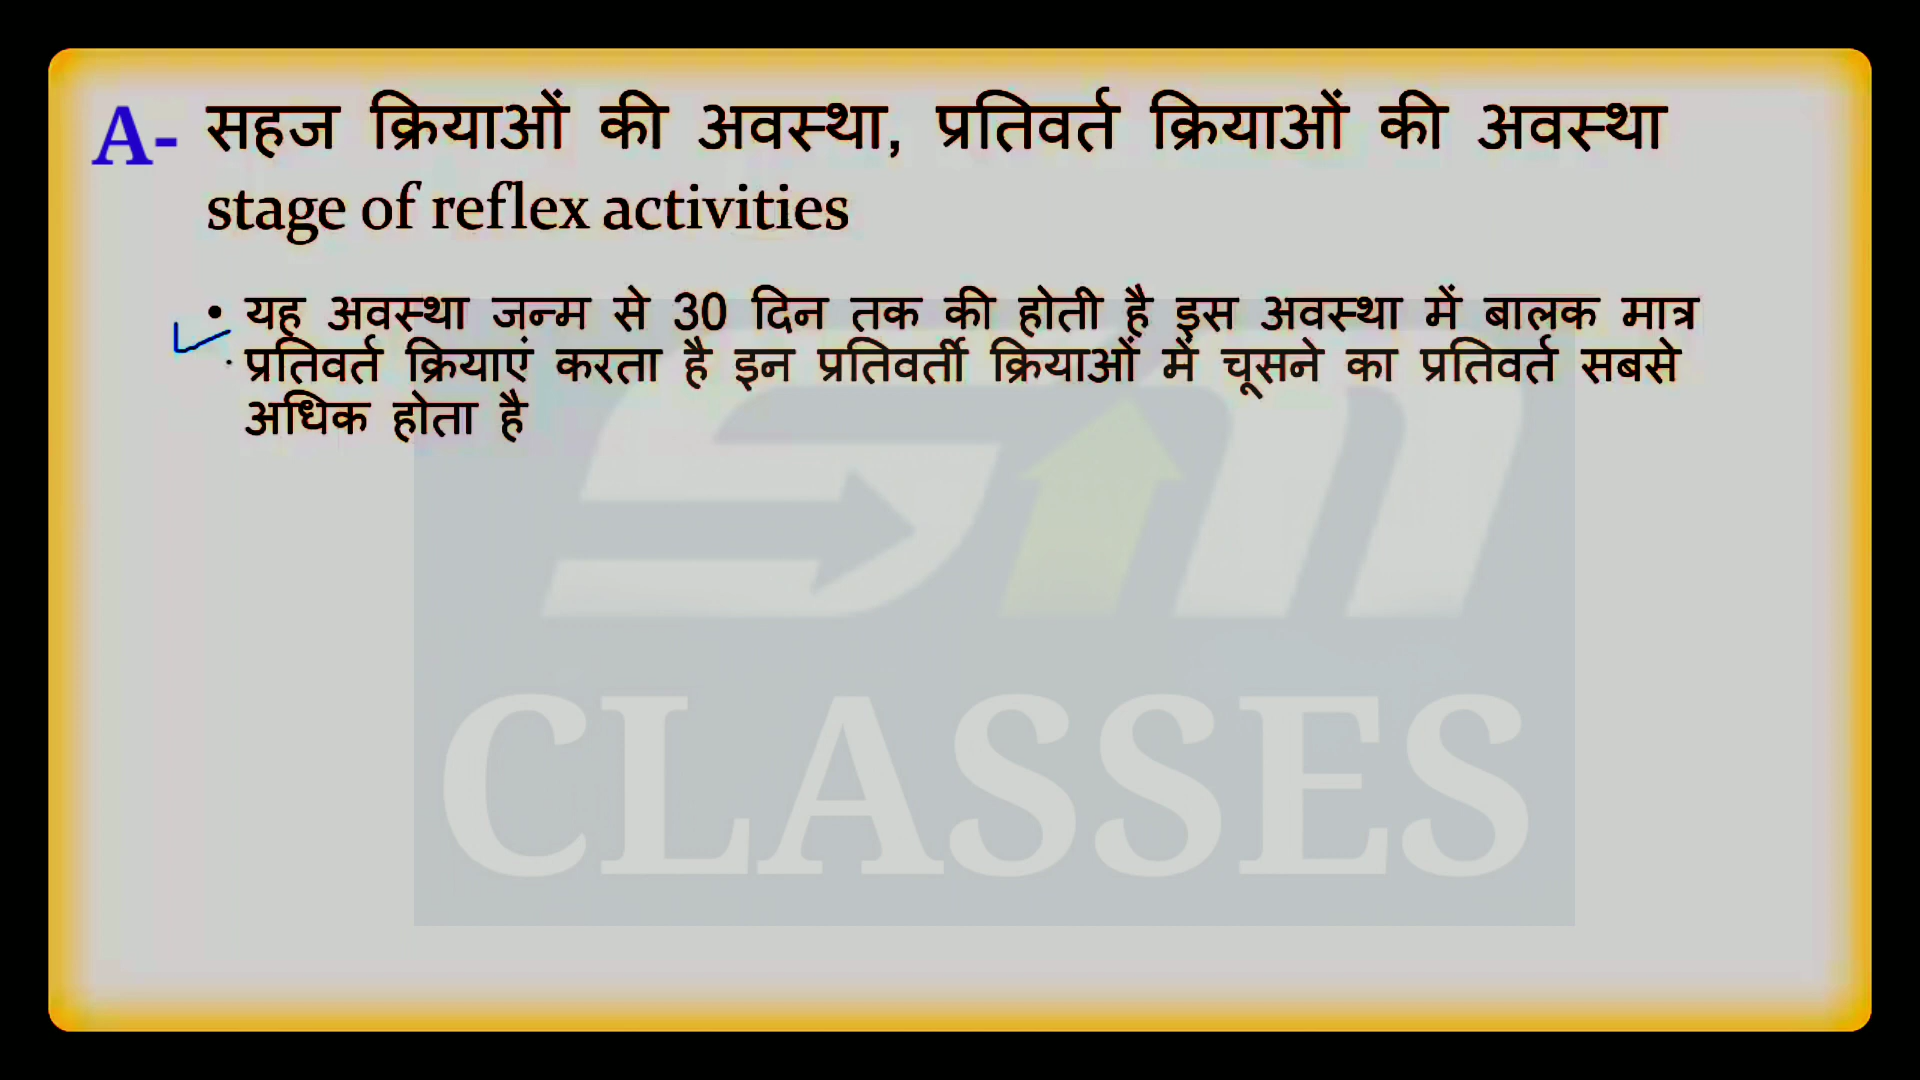 A- सहज क्रियाओं की अवस्था, प्रतिवर्त क्रियाओं की अवस्था
stage of reflex activities
• यह अवस्था जन्म से 30 दिन तक की होती है इस अवस्था में बालक मात्र
प्रतिवर्त क्रियाएं करता है इन प्रतिवर्ती क्रियाओं में चूसने का प्रतिवर्त सबसे
अधिक होता है
SM
CLASSES